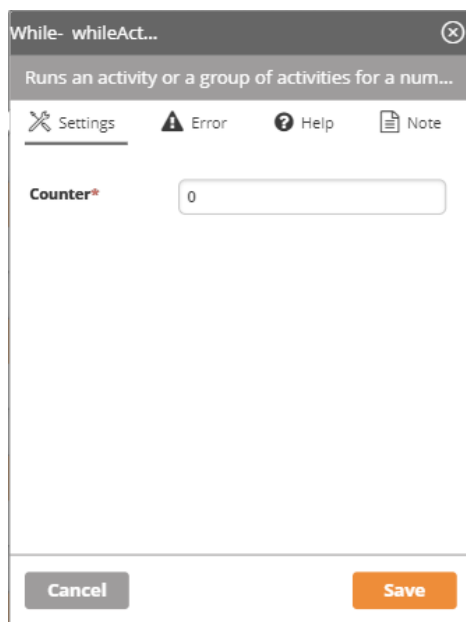 While- whileAct...
Runs an activity or a group of activities for a num...
Settings Error Help Note
Counter* 0
Cancel Save